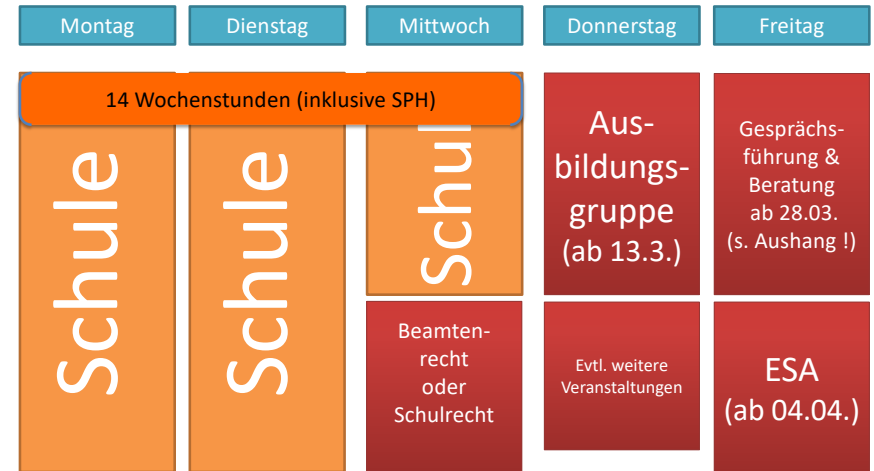 Montag
Dienstag
Mittwoch
Donnerstag
Freitag
14 Wochenstunden (inklusive SPH)
Schule
Schule
Schule
Beamten-
recht
oder
Schulrecht
Aus-
bildungs-
gruppe
(ab 13.3.)
Evtl. weitere
Veranstaltungen
Gesprächs-
führung &
Beratung
ab 28.03.
(s. Aushang !)
ESA
(ab 04.04.)